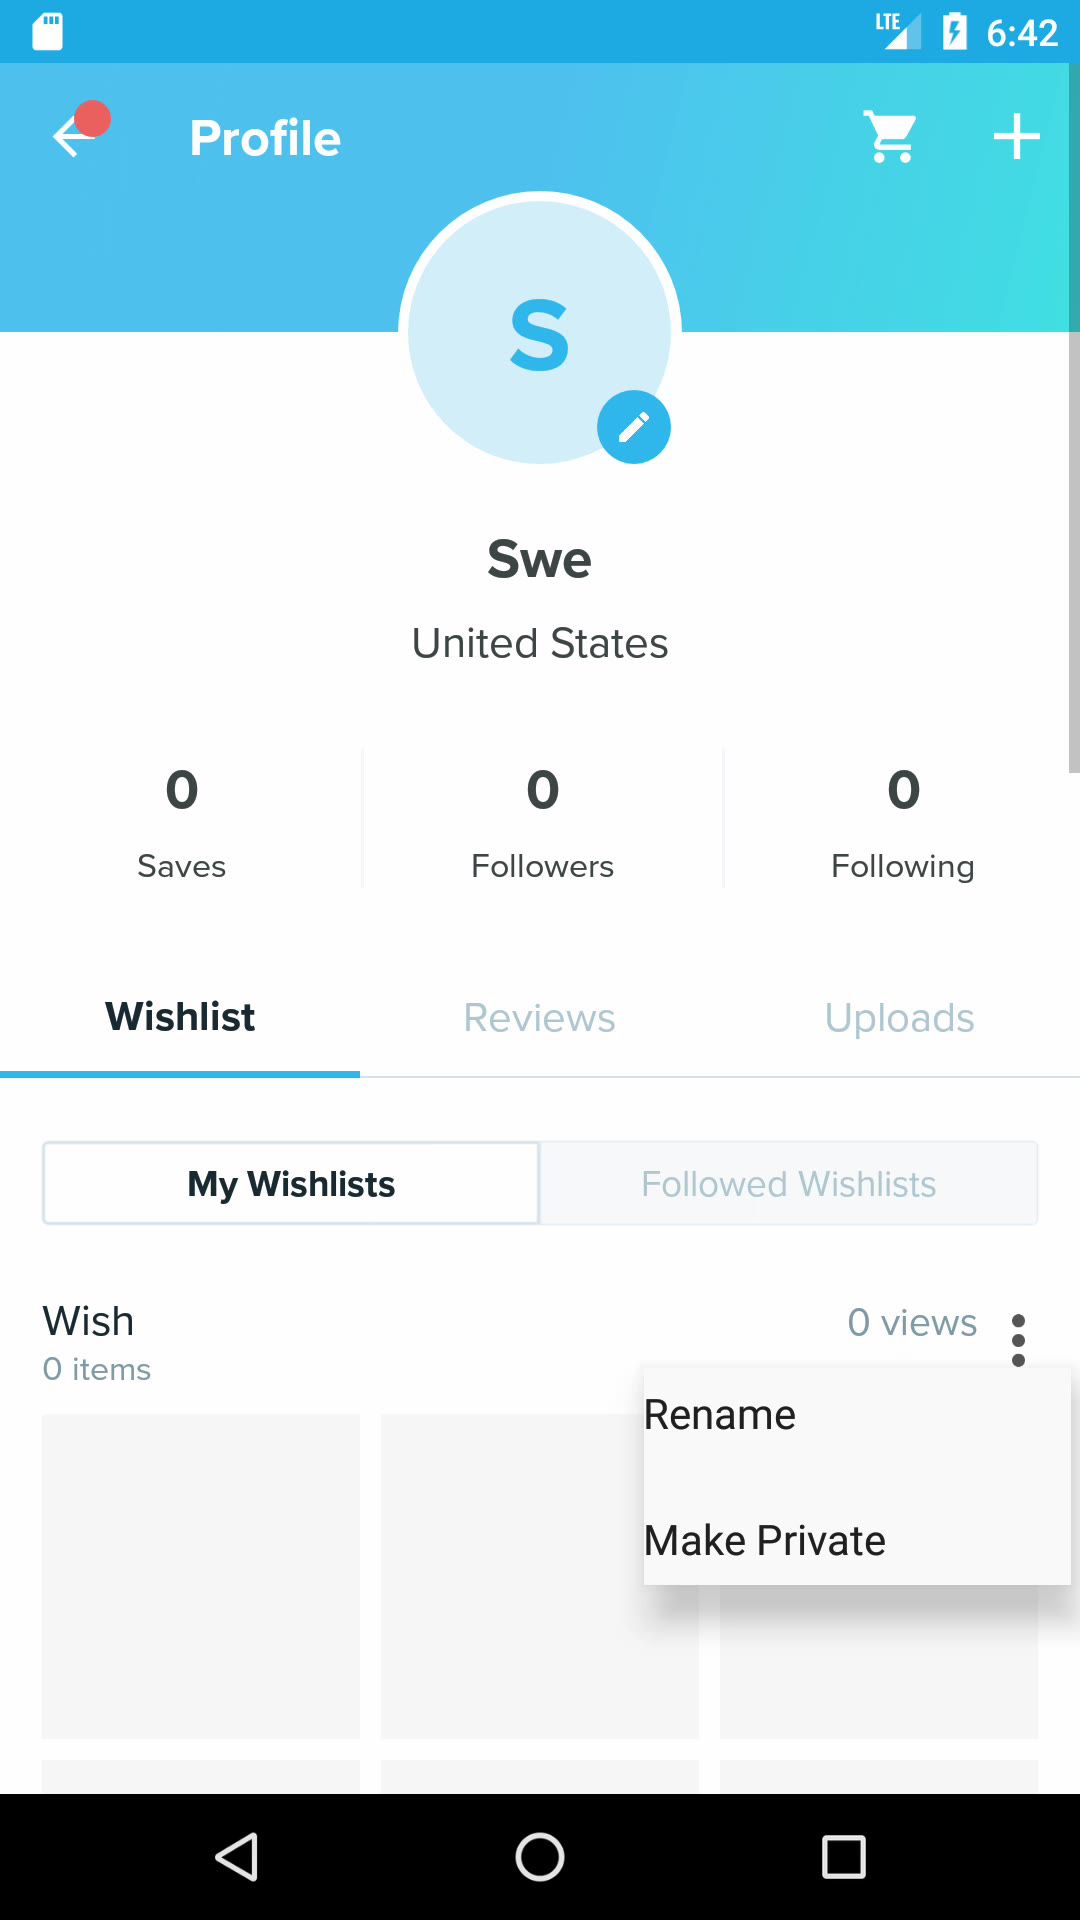 LTE 6:42
Profile
S
Swe
United States
0 0 0
Saves Followers Following
Wishlist Reviews Uploads
My Wishlists Followed Wishlists
Wish 0 views
0 items
Rename
Make Private